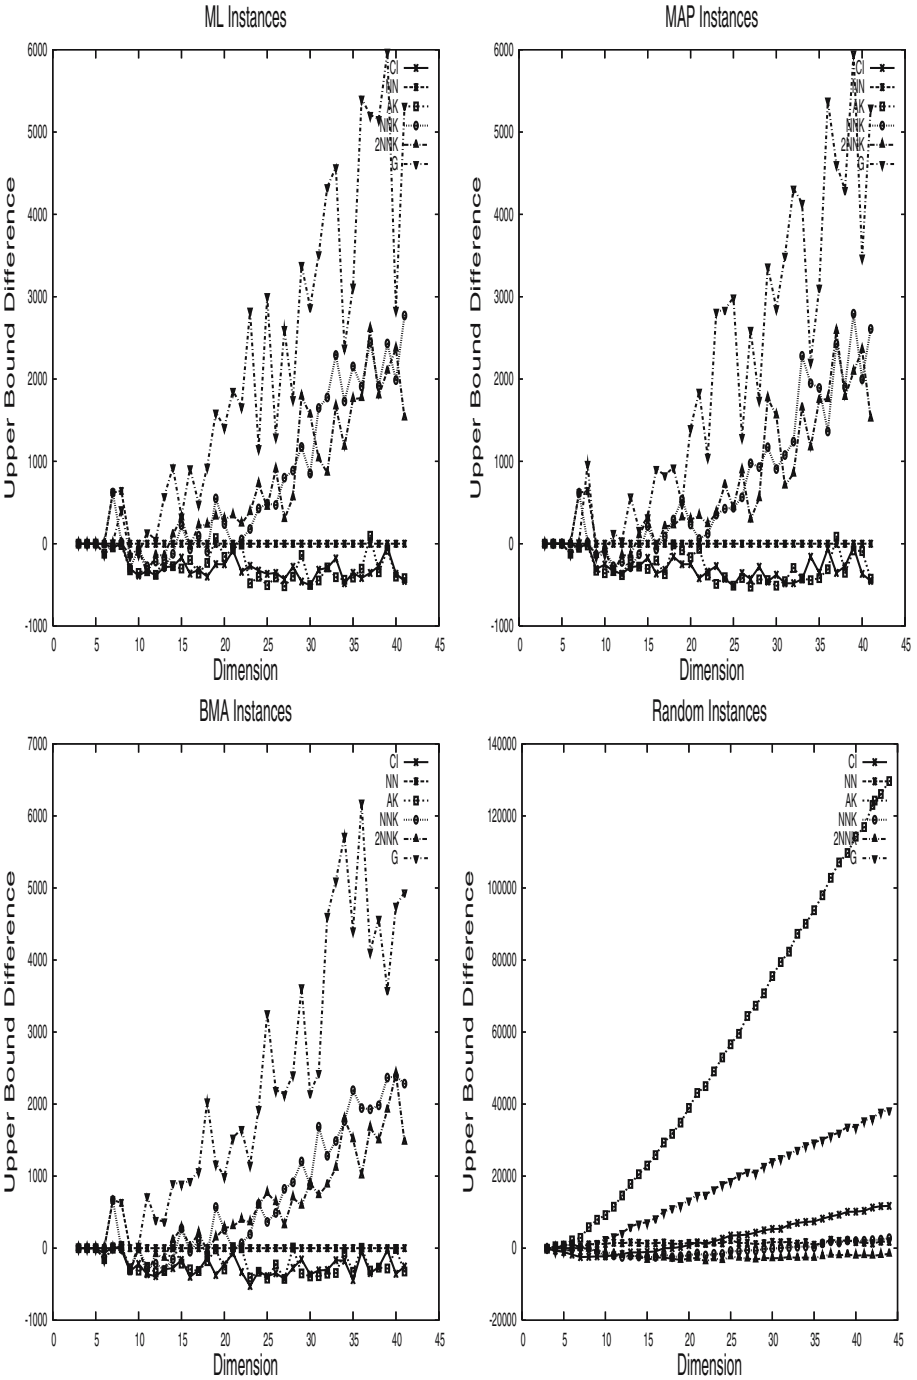 ML Instances
Upper Bound Difference
6000
5000
4000
3000
2000
1000
0
-1000
0 5 10 15 20 25 30 35 40 45
Dimension
CI
NN
AK
NNK
2NNK
G
MAP Instances
Upper Bound Difference
6000
5000
4000
3000
2000
1000
0
-1000
0 5 10 15 20 25 30 35 40 45
Dimension
CI
NN
AK
NNK
2NNK
G
BMA Instances
Upper Bound Difference
7000
6000
5000
4000
3000
2000
1000
0
-1000
0 5 10 15 20 25 30 35 40 45
Dimension
CI
NN
AK
NNK
2NNK
G
Random Instances
Upper Bound Difference
140000
120000
100000
80000
60000
40000
20000
0
-20000
0 5 10 15 20 25 30 35 40 45
Dimension
CI
NN
AK
NNK
2NNK
G